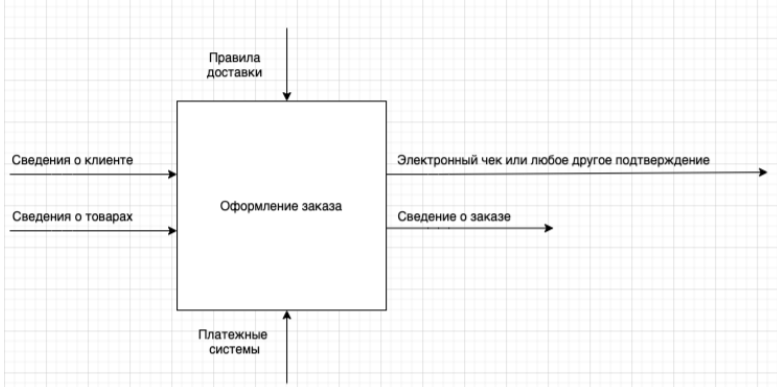 Правила
доставки
Сведения о клиенте
Электронный чек или любое другое подтверждение
Сведения о товарах
Оформление заказа
Сведение о заказе
Платежные
системы